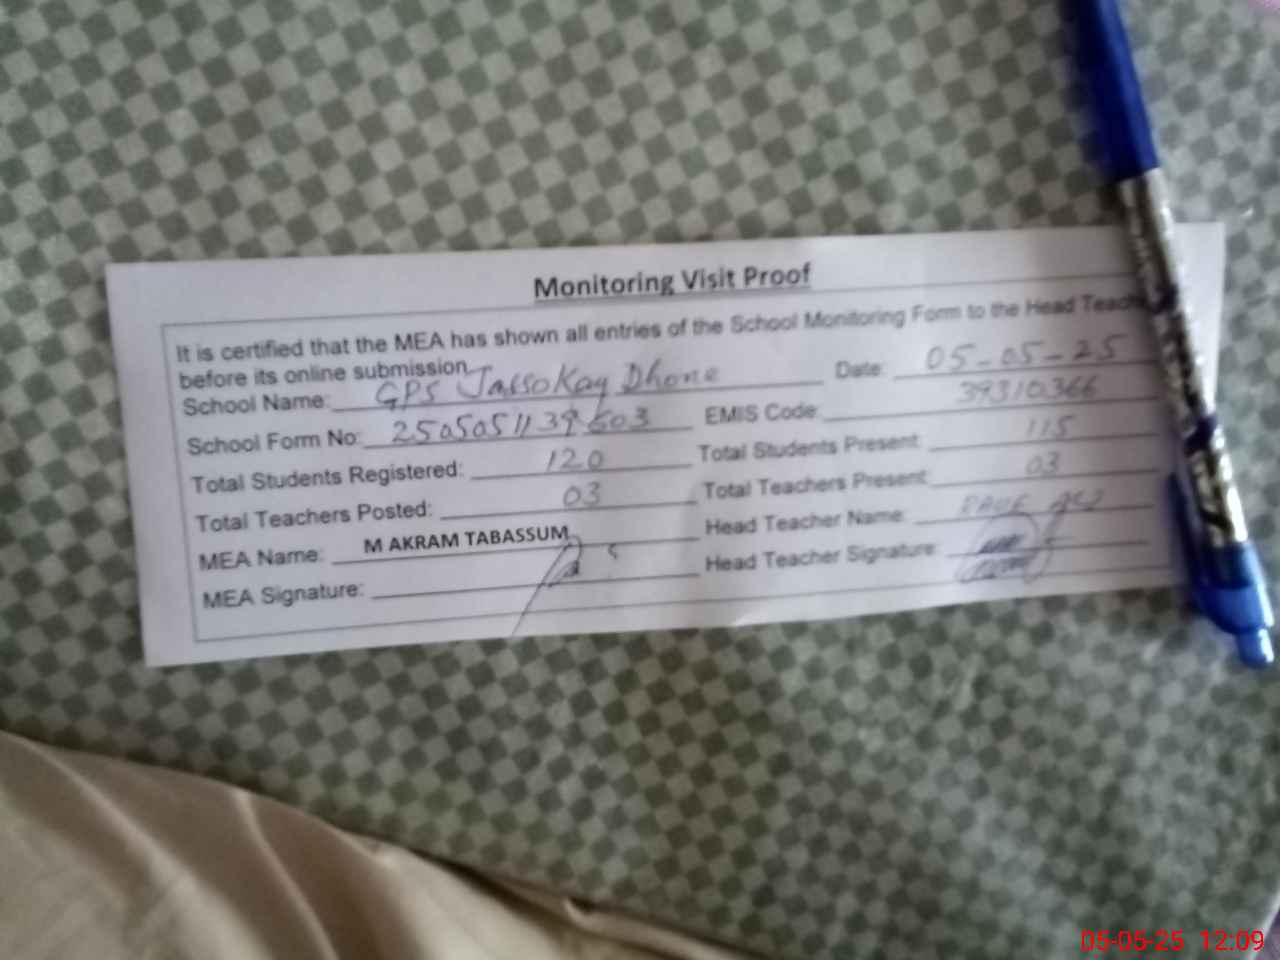 Monitoring Visit Proof
It is certified that the MEA has shown all entries of the School Monitoring Form to the Head
before its online submission
School Name: GPS Jasso Kay Dhone Date: 05-05-25
School Form No: 25050511 39 603 EMIS Code: 39310366
Total Students Registered: 120 Total Students Present: 115
Total Teachers Posted: 03 Total Teachers Present: 03
MEA Name: M AKRAM TABASSUM Head Teacher Name:
MEA Signature: Head Teacher Signature:
05-05-25 12:09